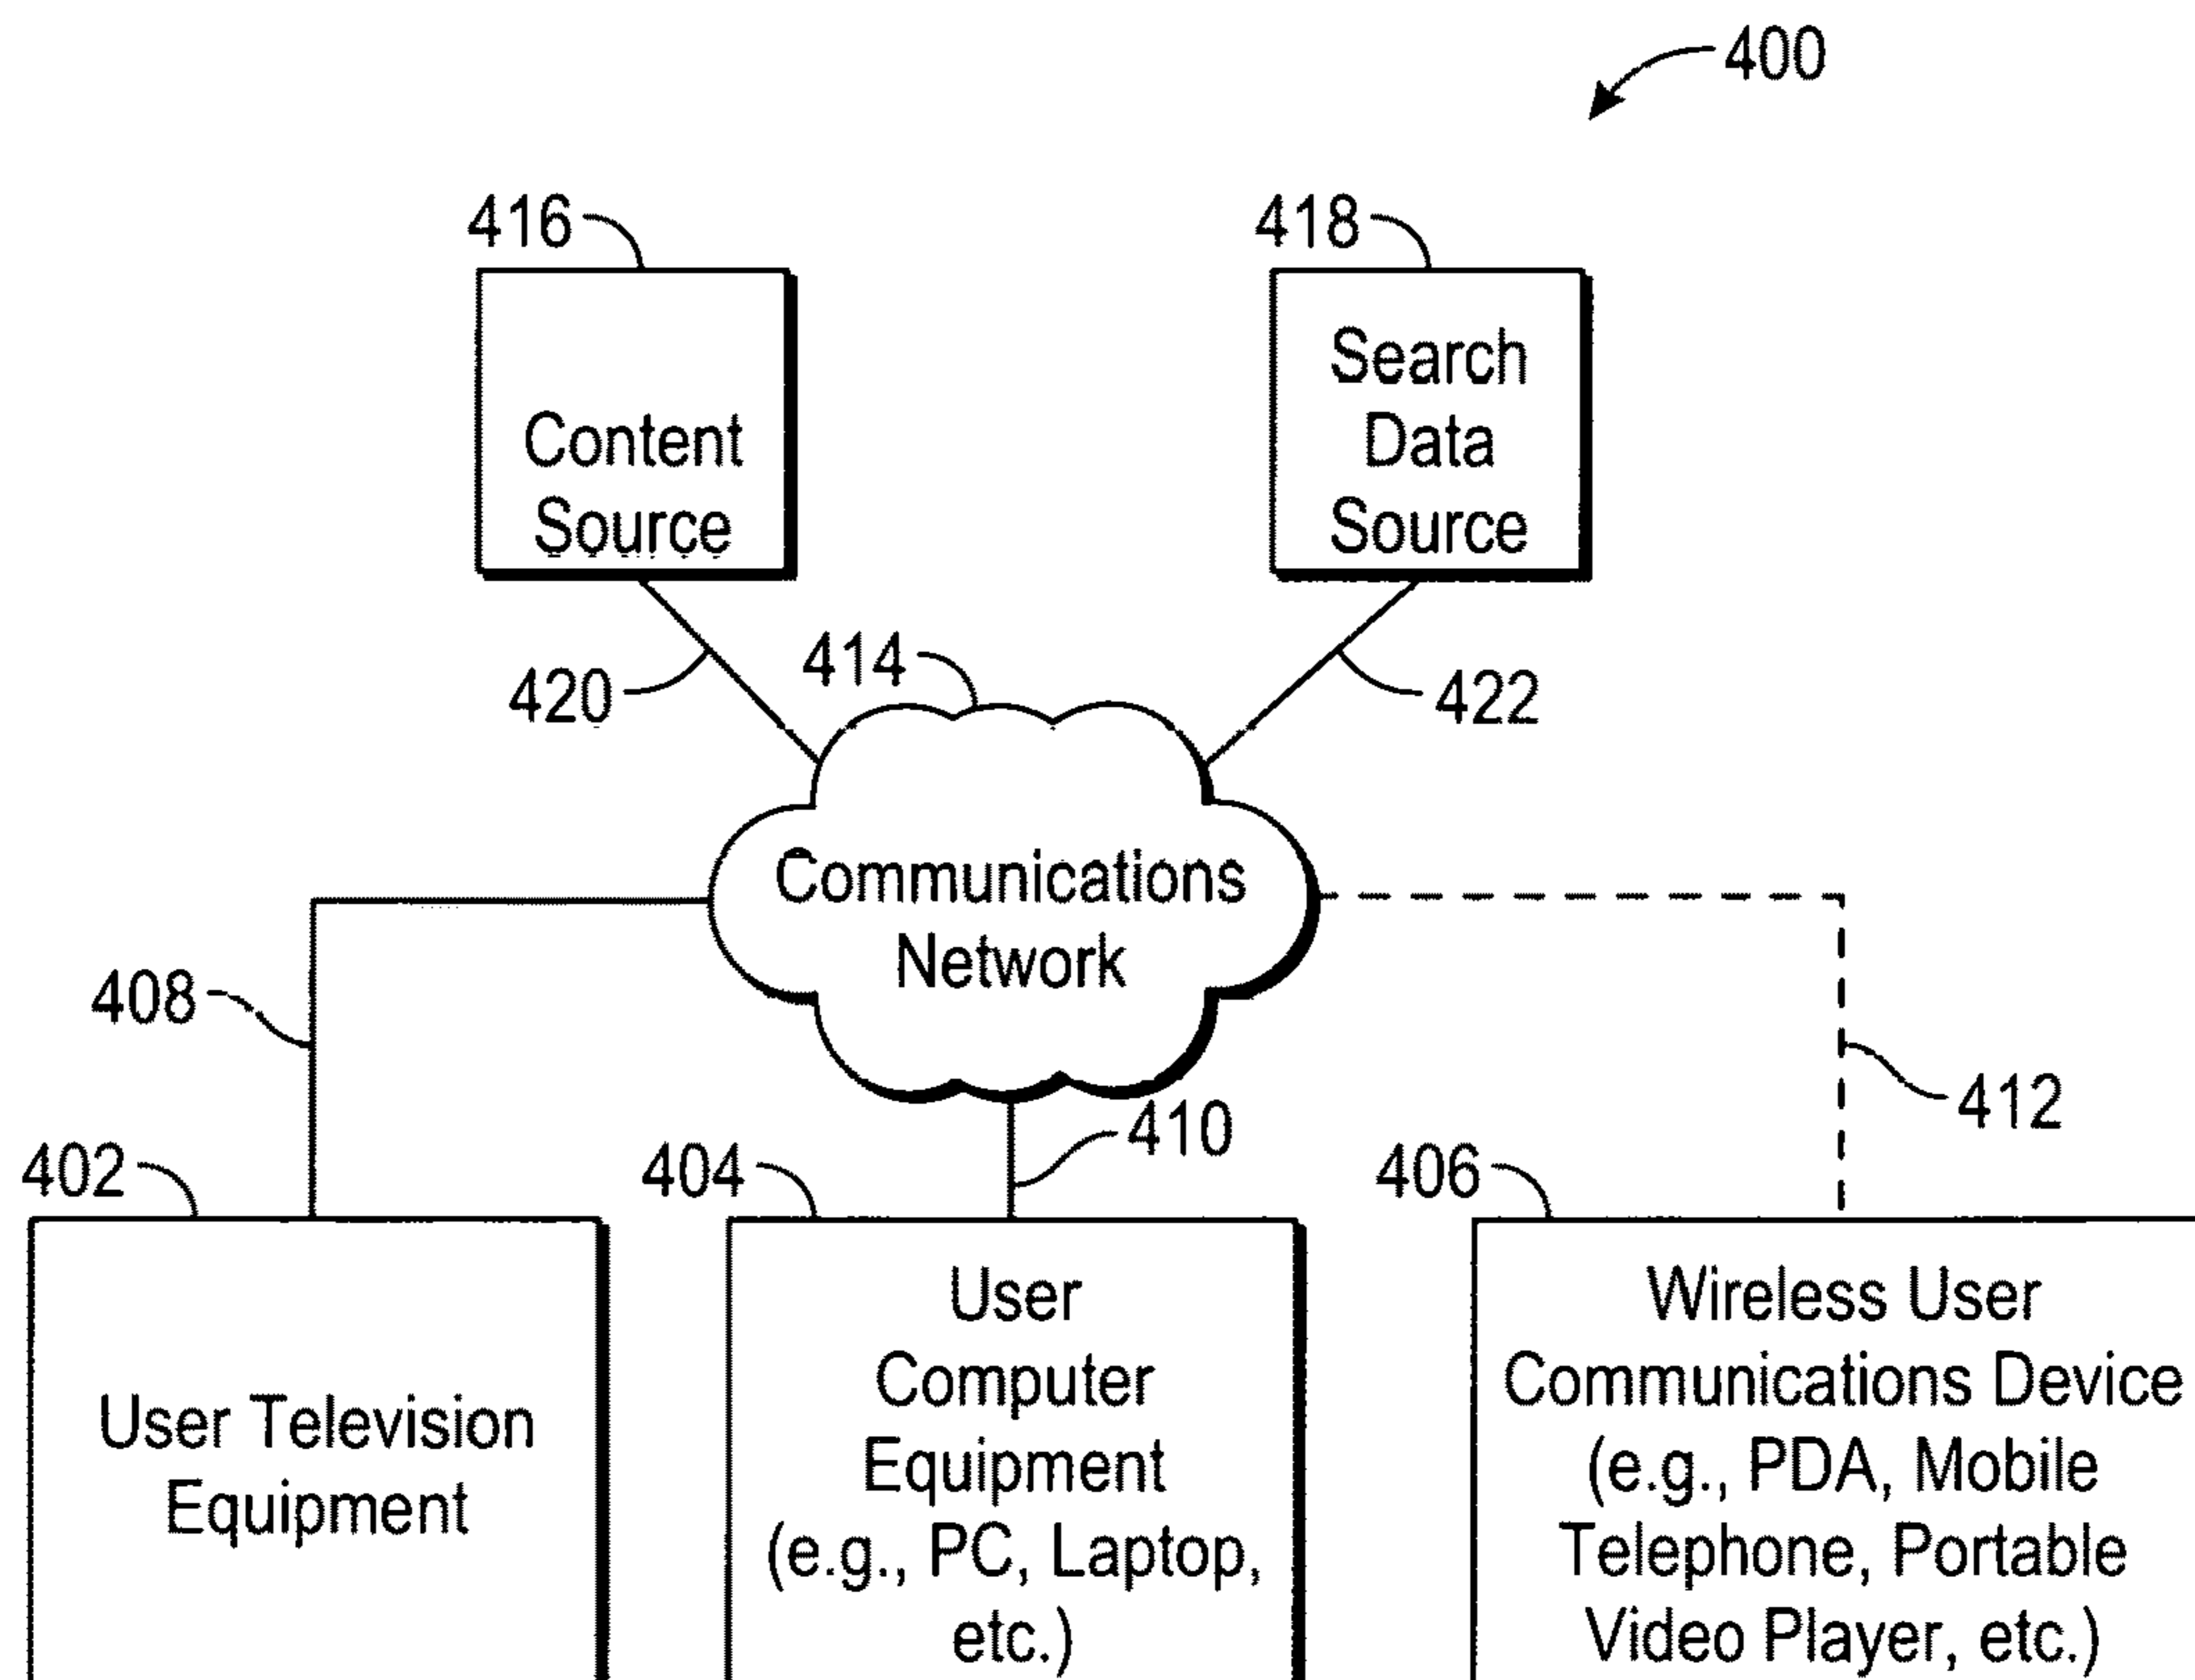 400
416
418
Content
Source
Search
Data
Source
420
414
422
Communications
Network
408
412
410
402
404
406
User Television
Equipment
User
Computer
Equipment
(e.g., PC, Laptop,
etc.)
Wireless User
Communications Device
(e.g., PDA, Mobile
Telephone, Portable
Video Player, etc.)